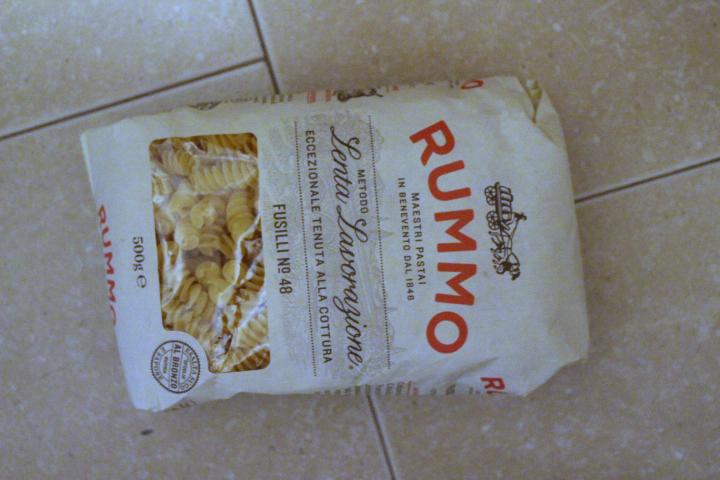 RUMMO
MAESTRI PASTAI
IN BENEVENTO DAL 1846
METODO
Lenta Lavorazione
ECCEZIONALE TENUTA ALLA COTTURA
FUSILLI Nº 48
500g e
AL BRONZO
RUMMO